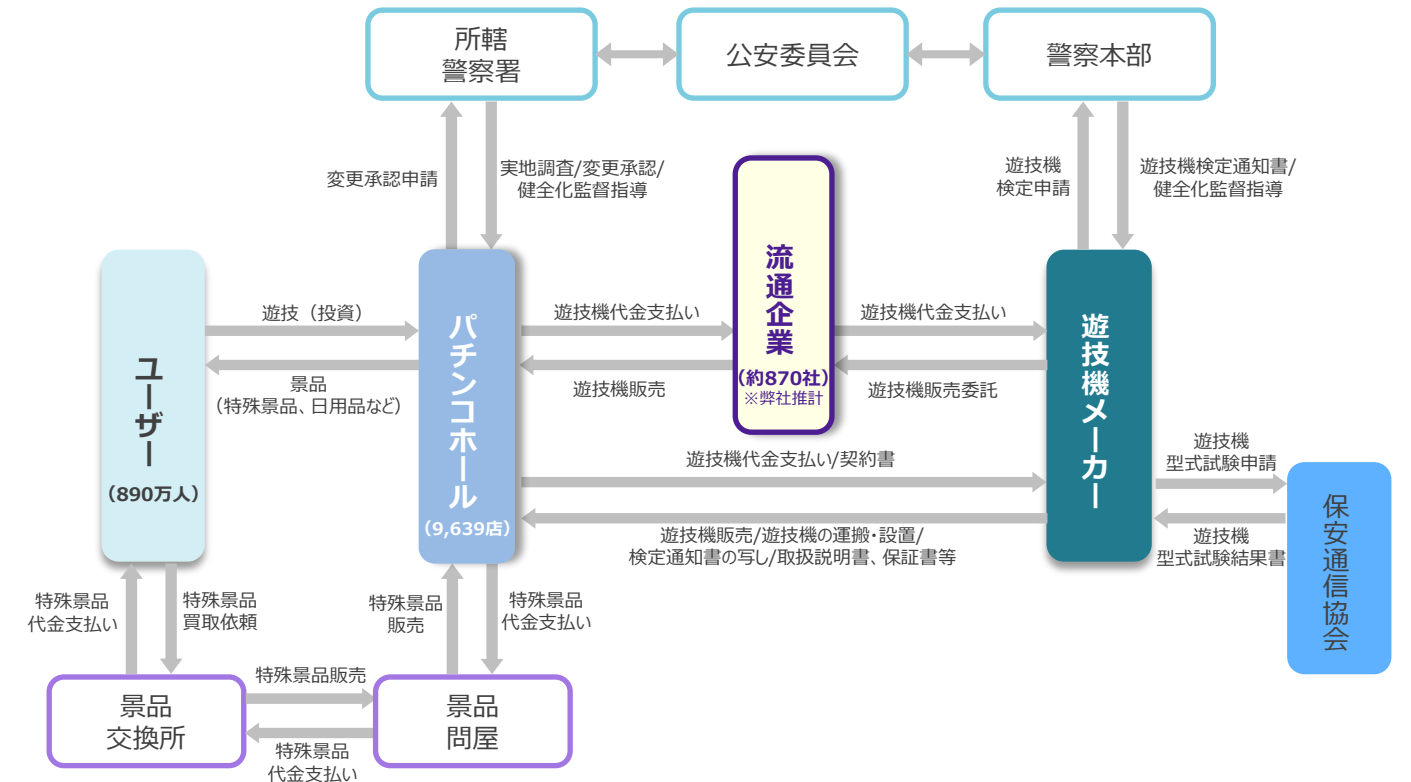 所轄
警察署
公安委員会
警察本部
変更承認申請
実地調査/変更承認/
健全化監督指導
遊技機
検定申請
遊技機検定通知書/
健全化監督指導
ユーザー
（890万人）
遊技（投資）
景品
（特殊景品、日用品など）
パチンコホール
（9,639店）
遊技機代金支払い
遊技機販売
流通企業
（約870社）
※弊社推計
遊技機代金支払い
遊技機販売委託
遊技機メーカー
遊技機代金支払い/契約書
遊技機販売/遊技機の運搬・設置/
検定通知書の写し/取扱説明書、保証書等
遊技機
型式試験申請
遊技機
型式試験結果書
保安通信協会
特殊景品
代金支払い
特殊景品
買取依頼
特殊景品
販売
特殊景品
代金支払い
景品
交換所
特殊景品販売
特殊景品
代金支払い
景品
問屋